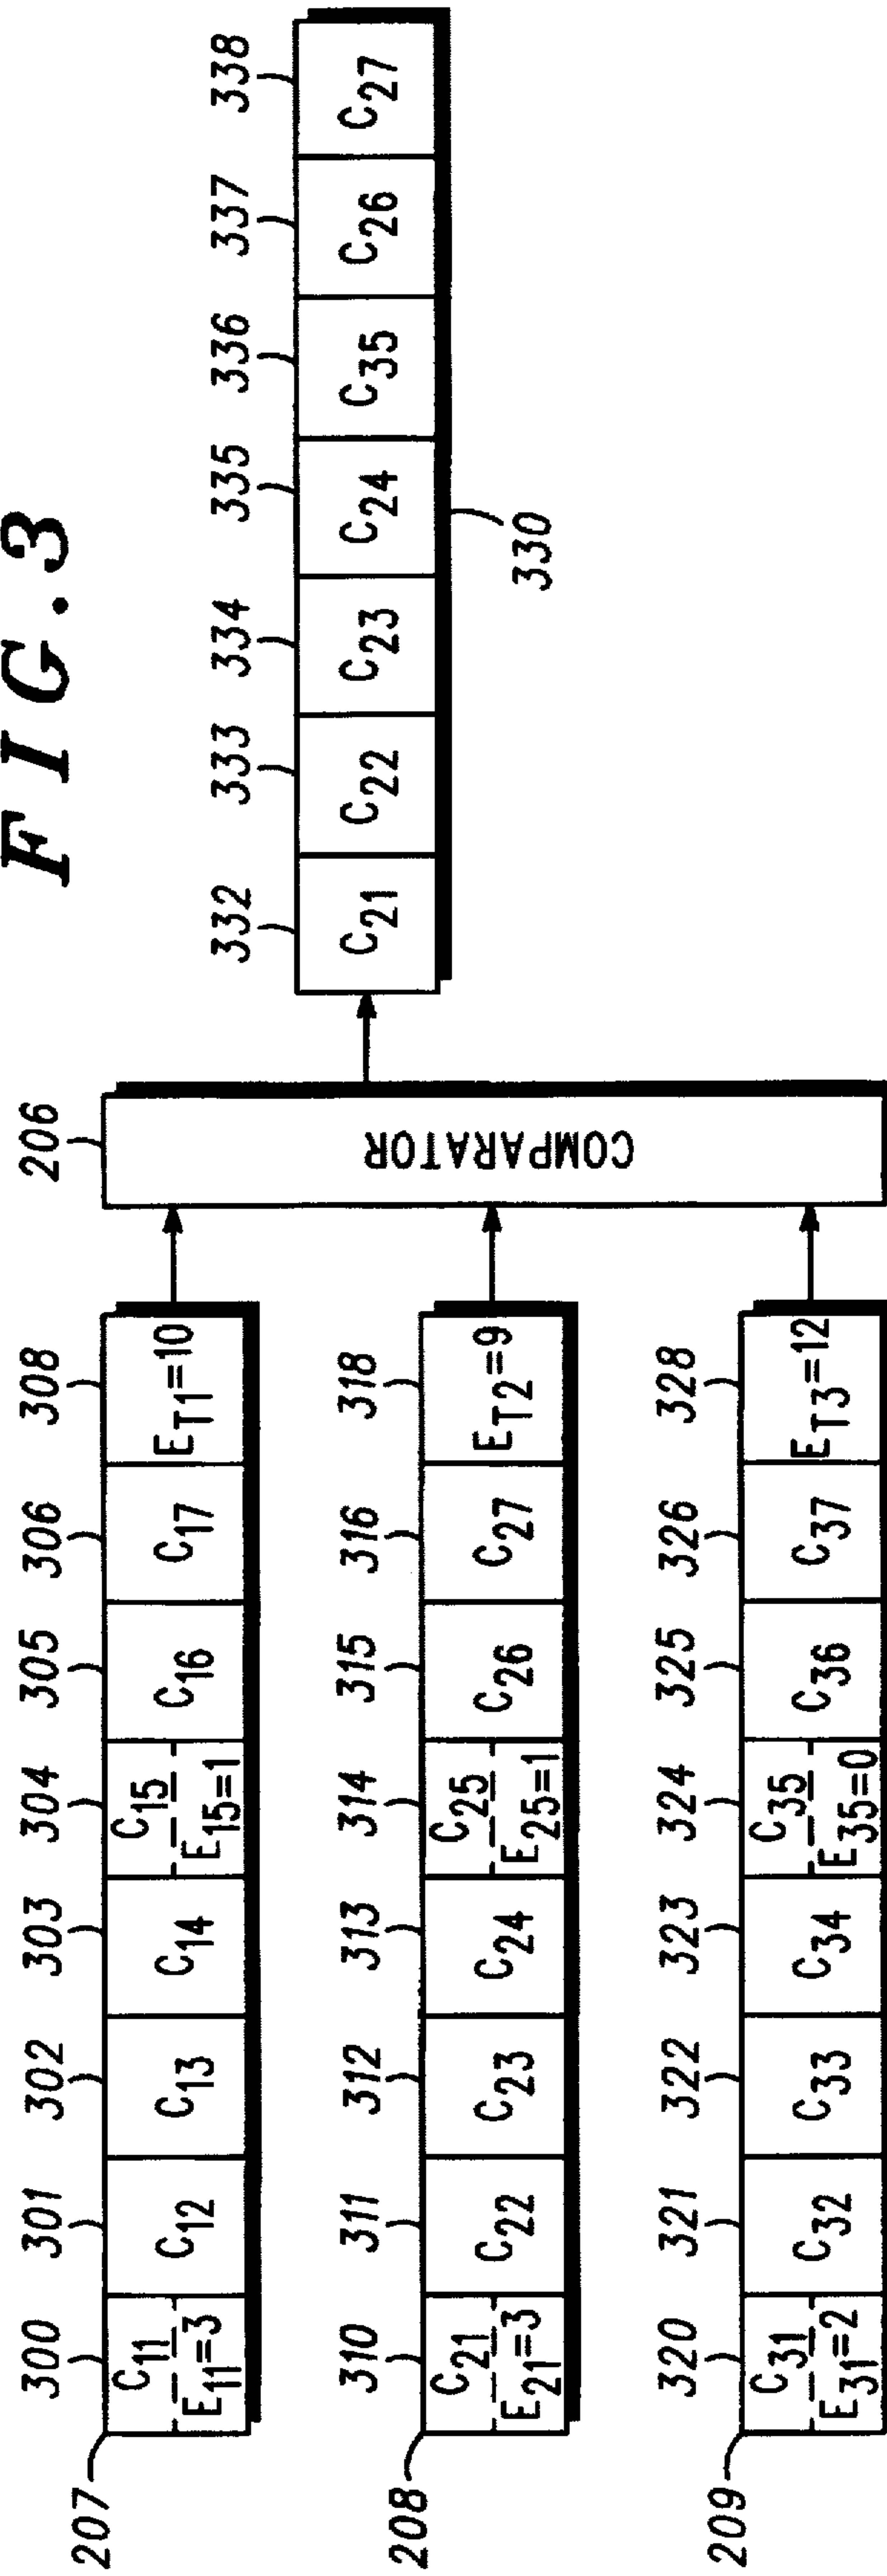 FIG.3
300 301 302 303 304 305 306 308
207
C11 C12 C13 C14 C15 C16 C17 ET1=10
E11=3 E15=1
310 311 312 313 314 315 316 318
208
C21 C22 C23 C24 C25 C26 C27 ET2=9
E21=3 E25=1
320 321 322 323 324 325 326 328
209
C31 C32 C33 C34 C35 C36 C37 ET3=12
E31=2 E35=0
206
COMPARATOR
332 333 334 335 336 337 338
C21 C22 C23 C24 C35 C26 C27
330